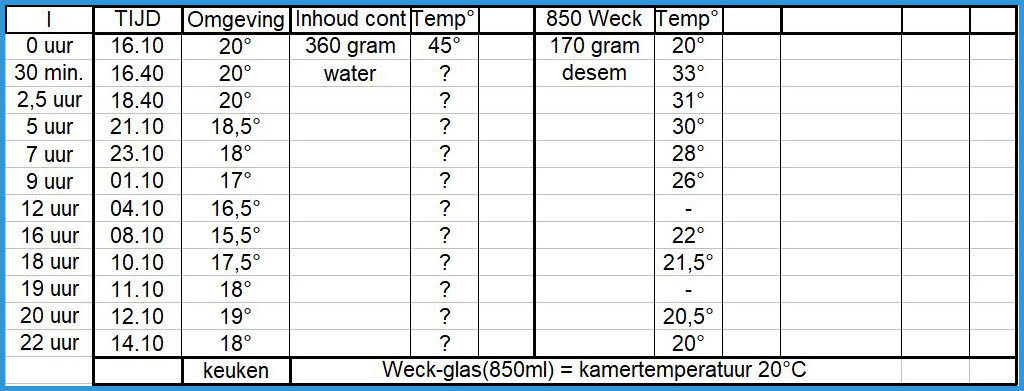 I TIJD Omgeving Inhoud cont Temp° 850 Weck Temp°
0 uur 16.10 20° 360 gram 45° 170 gram 20°
30 min. 16.40 20° water ? desem 33°
2,5 uur 18.40 20° ? 31°
5 uur 21.10 18,5° ? 30°
7 uur 23.10 18° ? 28°
9 uur 01.10 17° ? 26°
12 uur 04.10 16,5° ? -
16 uur 08.10 15,5° ? 22°
18 uur 10.10 17,5° ? 21,5°
19 uur 11.10 18° ? -
20 uur 12.10 19° ? 20,5°
22 uur 14.10 18° ? 20°
keuken Weck-glas(850ml) = kamertemperatuur 20°C